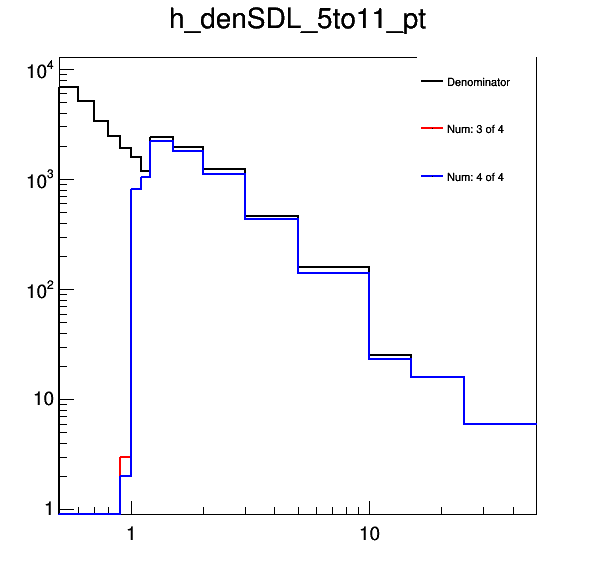 h_denSDL_5to11_pt
10^4
Denominator
Num: 3 of 4
10^3
Num: 4 of 4
10^2
10
1
1 10